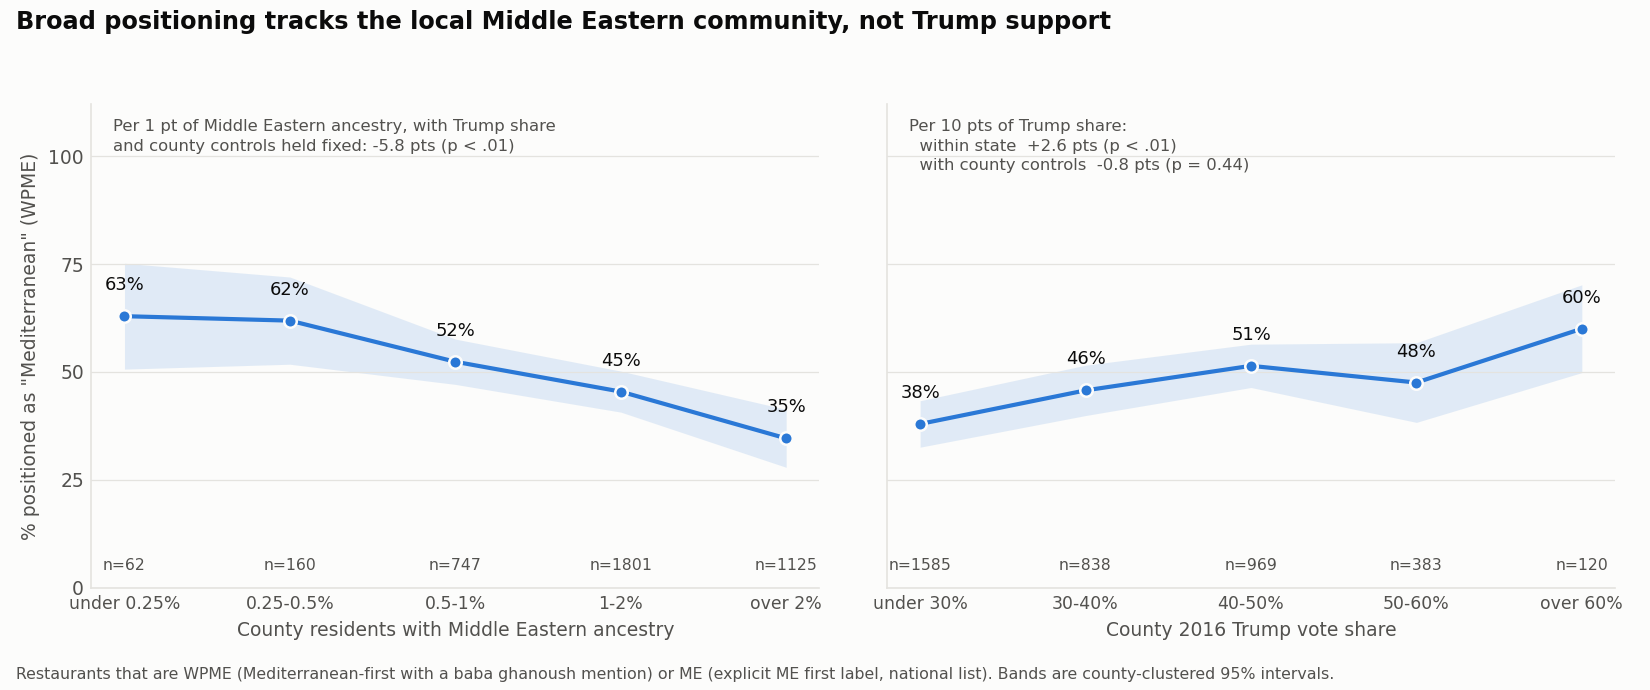 Broad positioning tracks the local Middle Eastern community, not Trump support
Per 1 pt of Middle Eastern ancestry, with Trump share
and county controls held fixed: -5.8 pts (p < .01)
% positioned as "Mediterranean" (WPME)
100
75
50
25
0
63%
62%
52%
45%
35%
n=62
n=160
n=747
n=1801
n=1125
under 0.25%
0.25-0.5%
0.5-1%
1-2%
over 2%
County residents with Middle Eastern ancestry
Per 10 pts of Trump share:
within state +2.6 pts (p < .01)
with county controls -0.8 pts (p = 0.44)
38%
46%
51%
48%
60%
n=1585
n=838
n=969
n=383
n=120
under 30%
30-40%
40-50%
50-60%
over 60%
County 2016 Trump vote share
Restaurants that are WPME (Mediterranean-first with a baba ghanoush mention) or ME (explicit ME first label, national list). Bands are county-clustered 95% intervals.